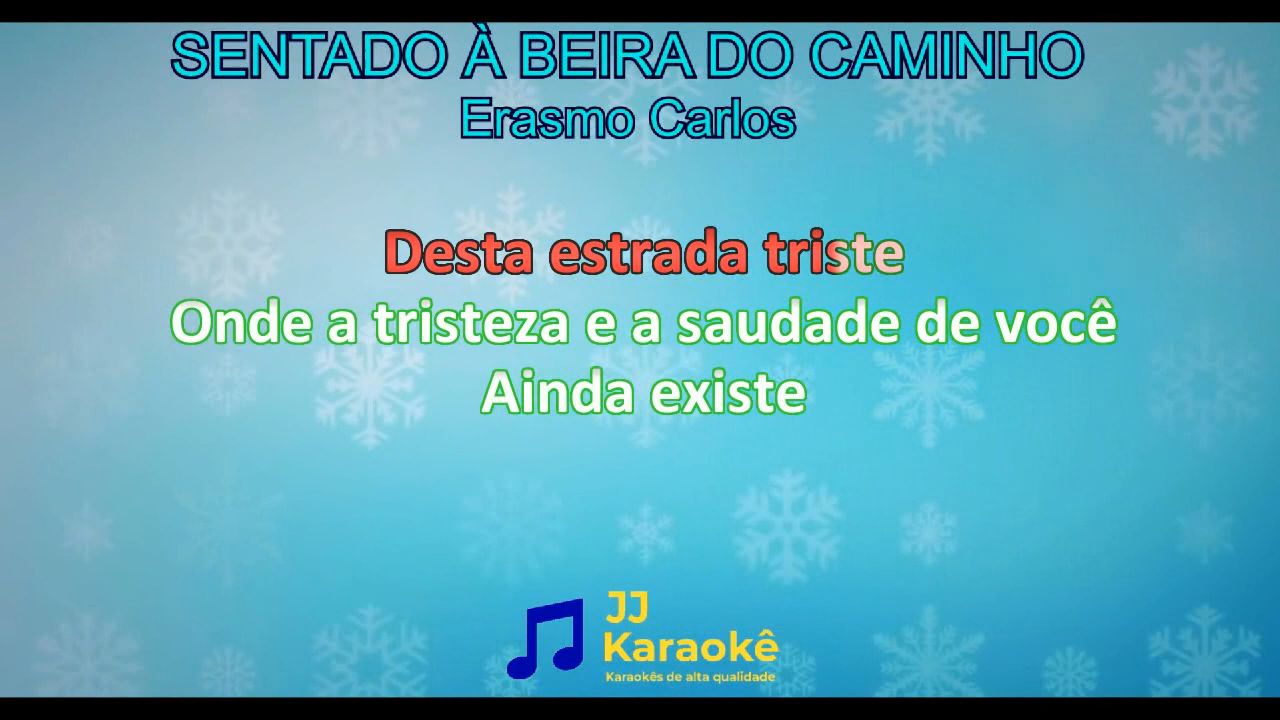 SENTADO À BEIRA DO CAMINHO
Erasmo Carlos
Desta estrada triste
Onde a tristeza e a saudade de você
Ainda existe
JJ
Karaokê
Karaokês de alta qualidade